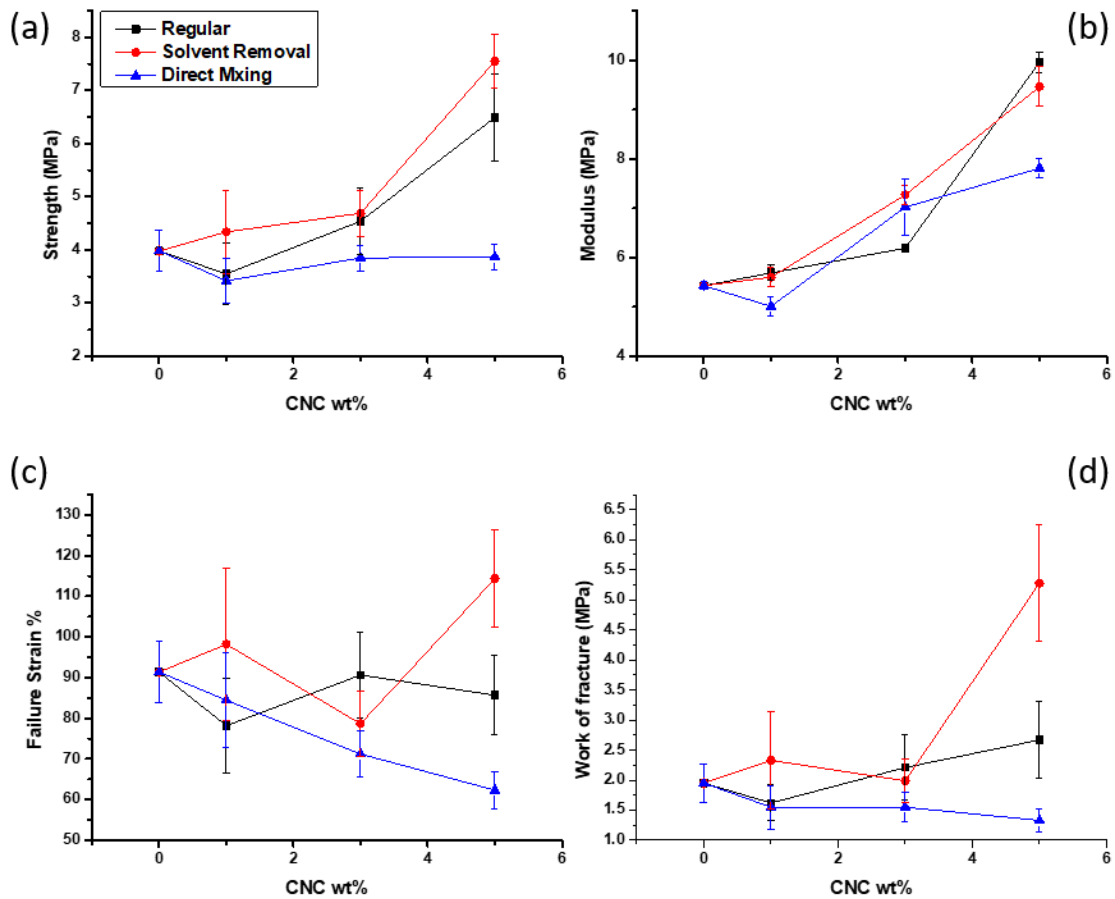 (a)
Regular
Solvent Removal
Direct Mxing
8
7
6
5
4
3
2
Strength (MPa)
0 2 4 6
CNC wt%
(b)
10
8
6
4
Modulus (MPa)
0 2 4 6
CNC wt%
(c)
130
120
110
100
90
80
70
60
50
Failure Strain %
0 2 4 6
CNC wt%
(d)
6.5
6.0
5.5
5.0
4.5
4.0
3.5
3.0
2.5
2.0
1.5
1.0
Work of fracture (MPa)
0 2 4 6
CNC wt%